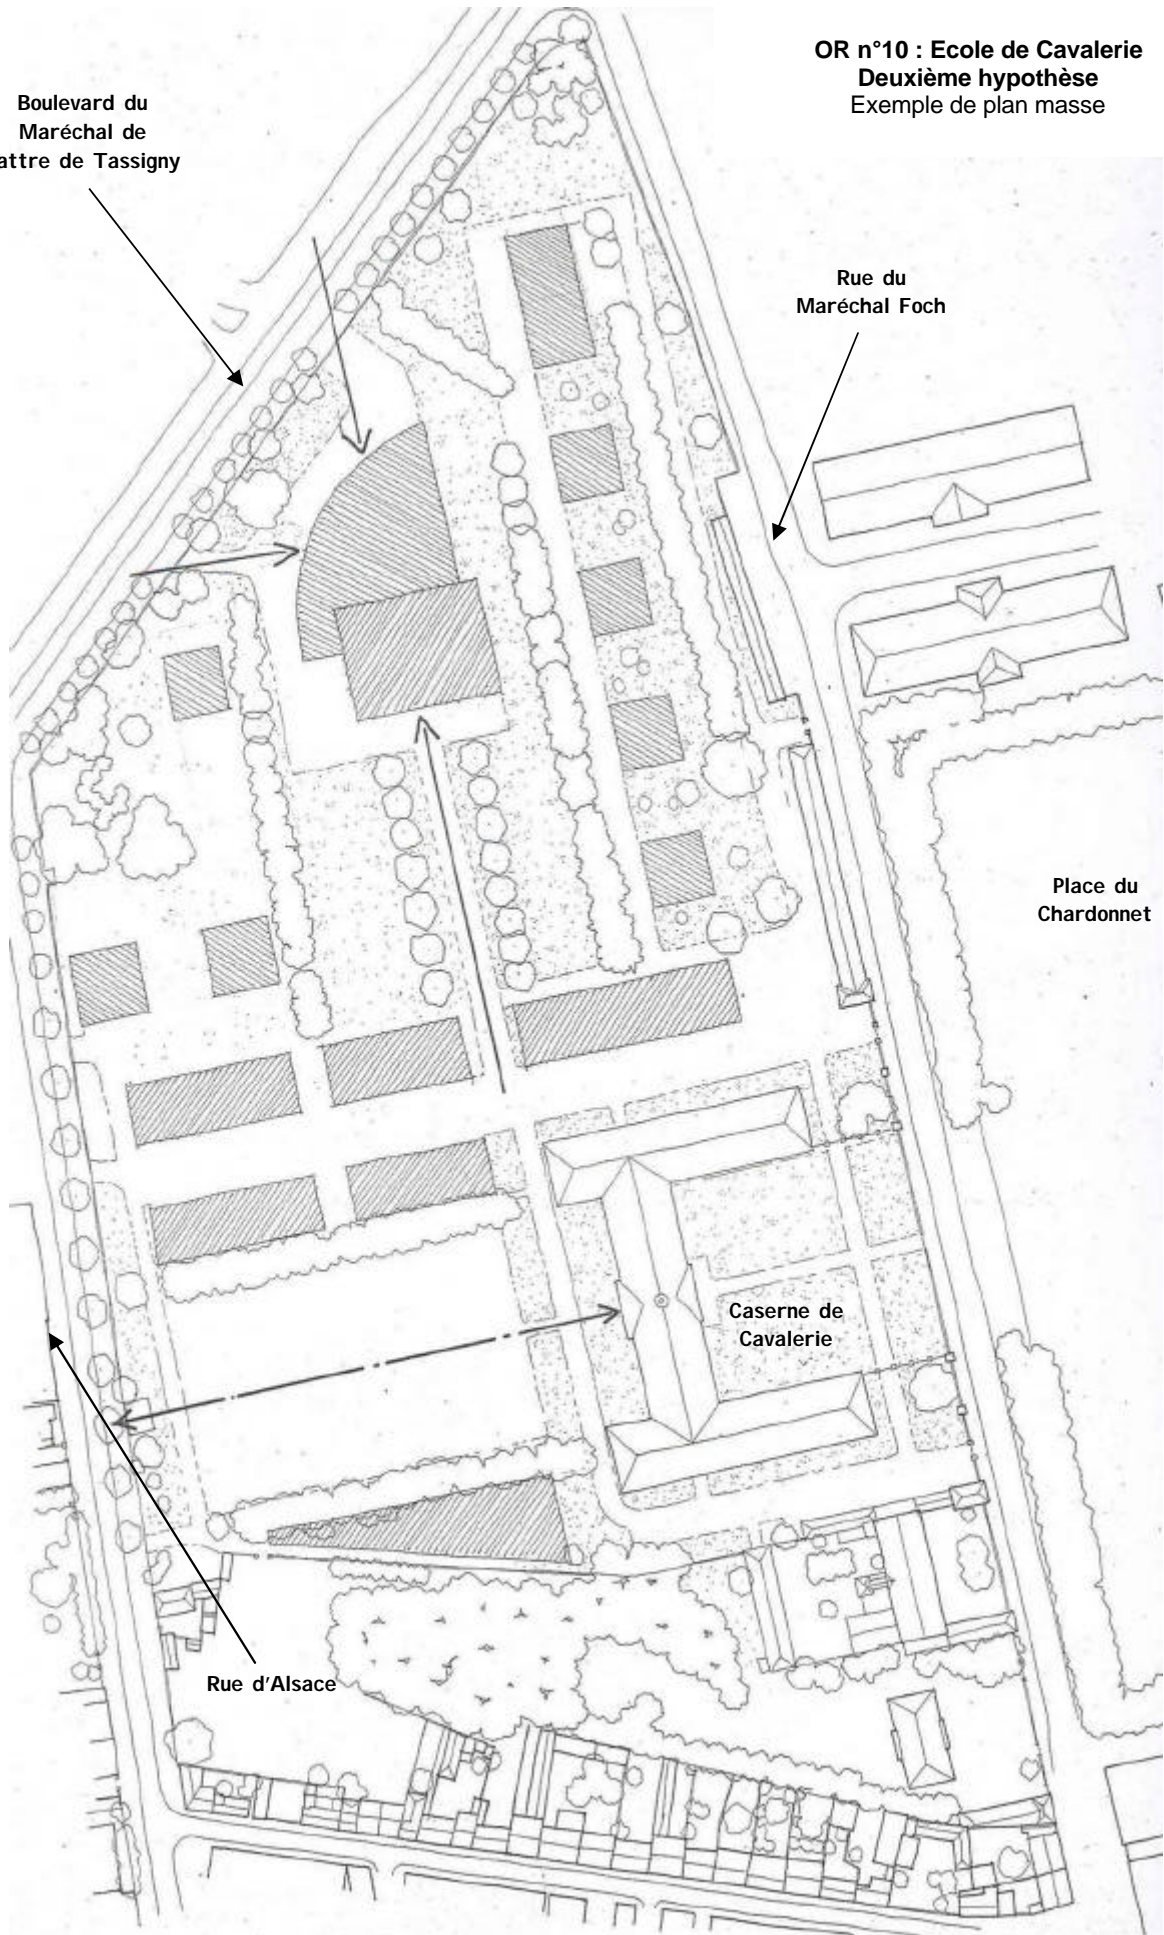 OR n°10 : Ecole de Cavalerie
Deuxième hypothèse
Exemple de plan masse
Boulevard du
Maréchal de
attre de Tassigny
Rue du
Maréchal Foch
Place du
Chardonnet
Caserne de
Cavalerie
Rue d'Alsace